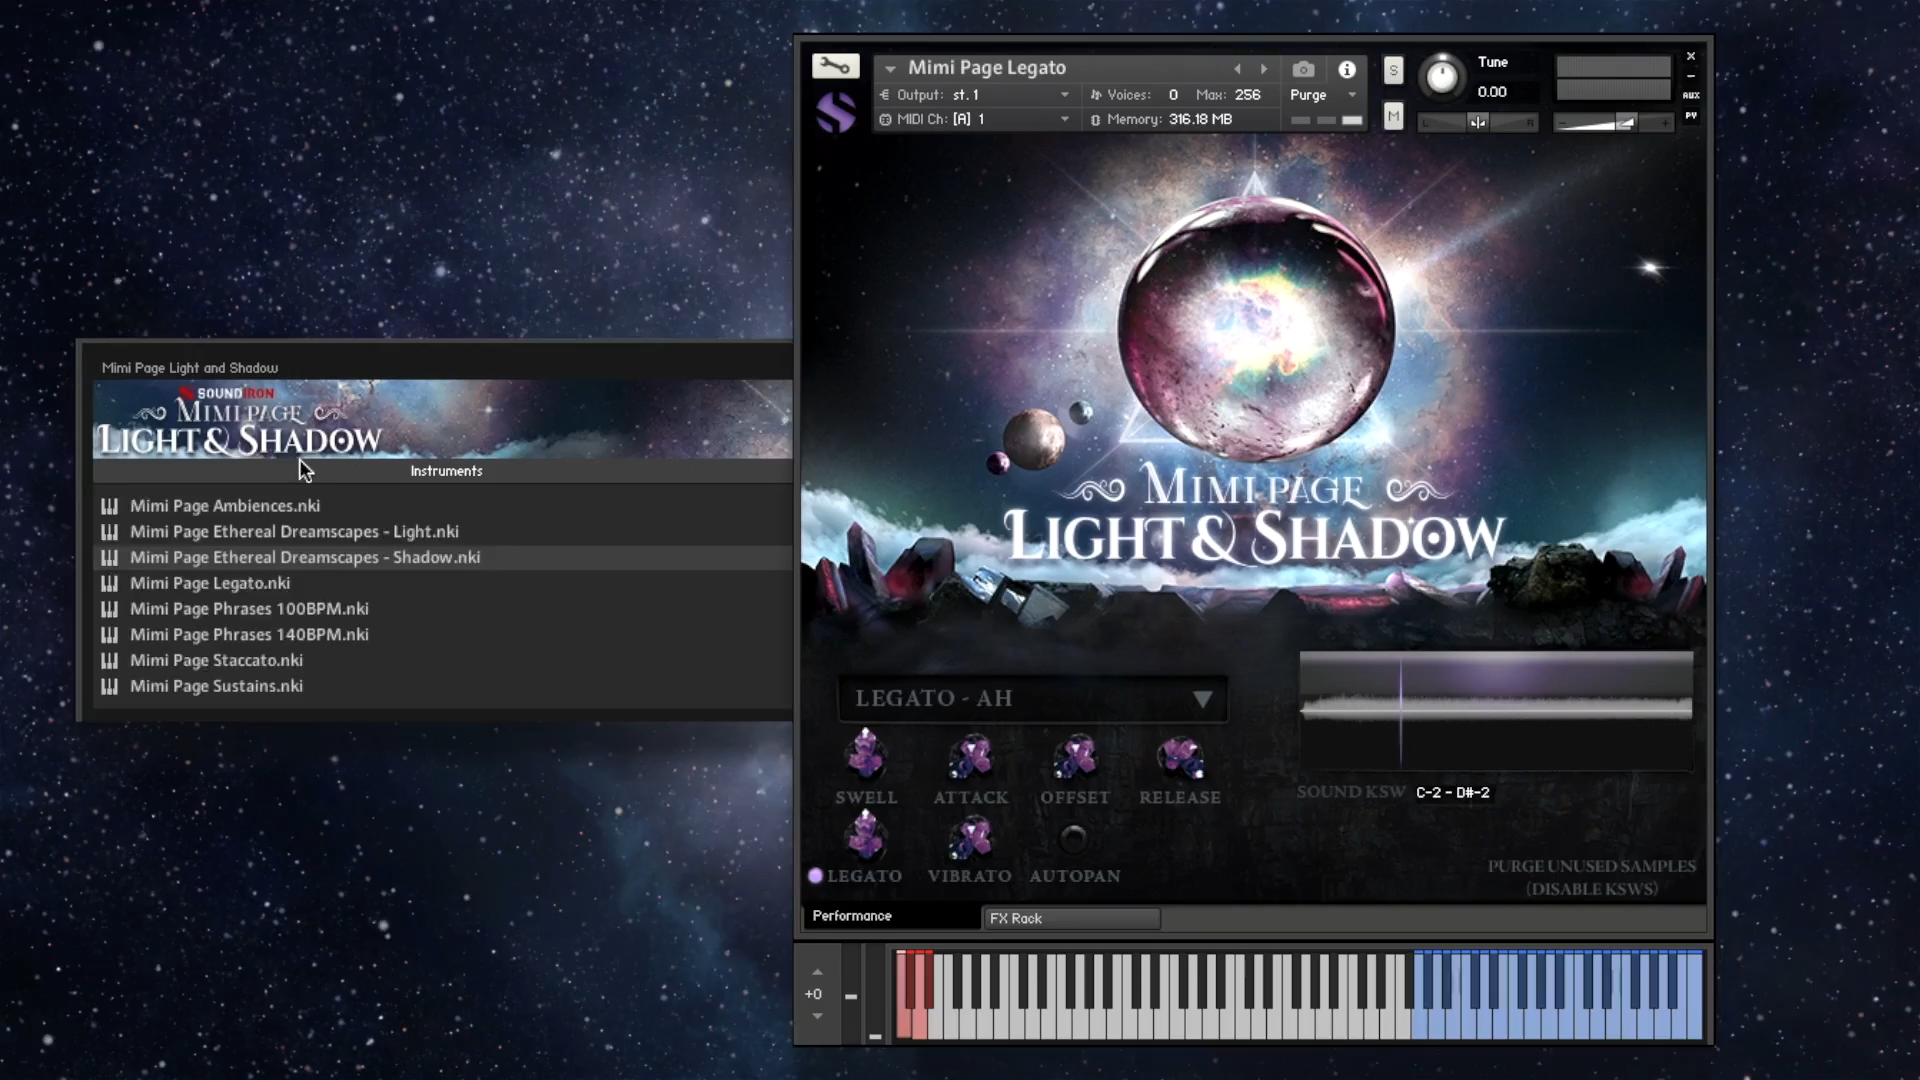 Mimi Page Light and Shadow
SOUNDIRON
MIMI PAGE
LIGHT & SHADOW
Instruments
Mimi Page Ambiences.nki
Mimi Page Ethereal Dreamscapes - Light.nki
Mimi Page Ethereal Dreamscapes - Shadow.nki
Mimi Page Legato.nki
Mimi Page Phrases 100BPM.nki
Mimi Page Phrases 140BPM.nki
Mimi Page Staccato.nki
Mimi Page Sustains.nki
Mimi Page Legato
Output: st. 1
Voices: 0 Max: 256
Purge
MIDI Ch: [A] 1
Memory: 316.18 MB
S
M
Tune
0.00
L
R
AUX
PV
MIMI PAGE
LIGHT & SHADOW
LEGATO - AH
SWELL ATTACK OFFSET RELEASE
LEGATO VIBRATO AUTOPAN
SOUND KSW C-2 - D#-2
PURGE UNUSED SAMPLES
(DISABLE KSWS)
Performance
FX Rack
+0